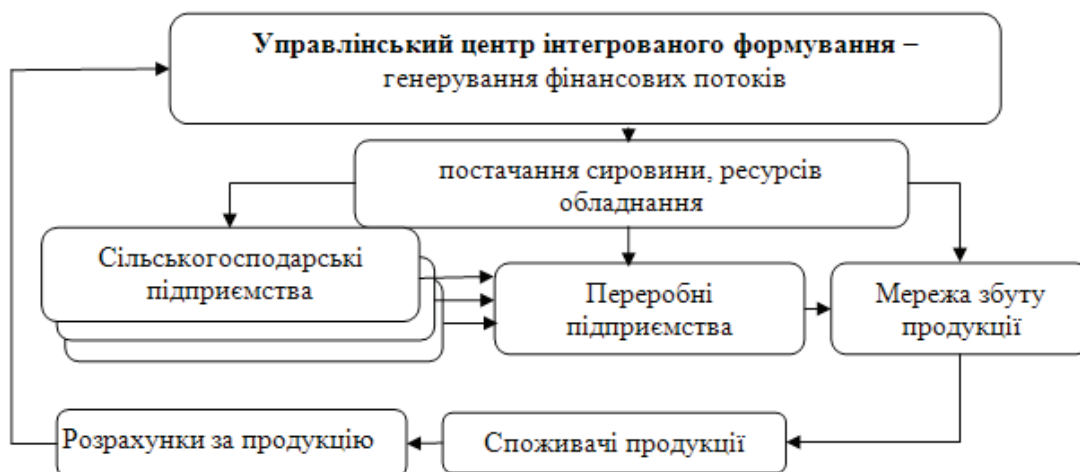 Управлінський центр інтегрованого формування –
генерування фінансових потоків
постачання сировини, ресурсів
обладнання
Сільськогосподарські
підприємства
Переробні
підприємства
Мережа збуту
продукції
Розрахунки за продукцію
Споживачі продукції